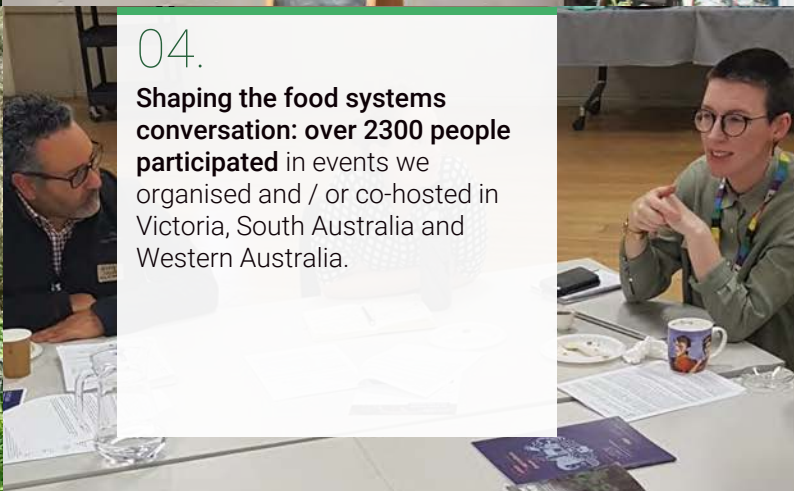 04.
Shaping the food systems
conversation: over 2300 people
participated in events we
organised and / or co-hosted in
Victoria, South Australia and
Western Australia.